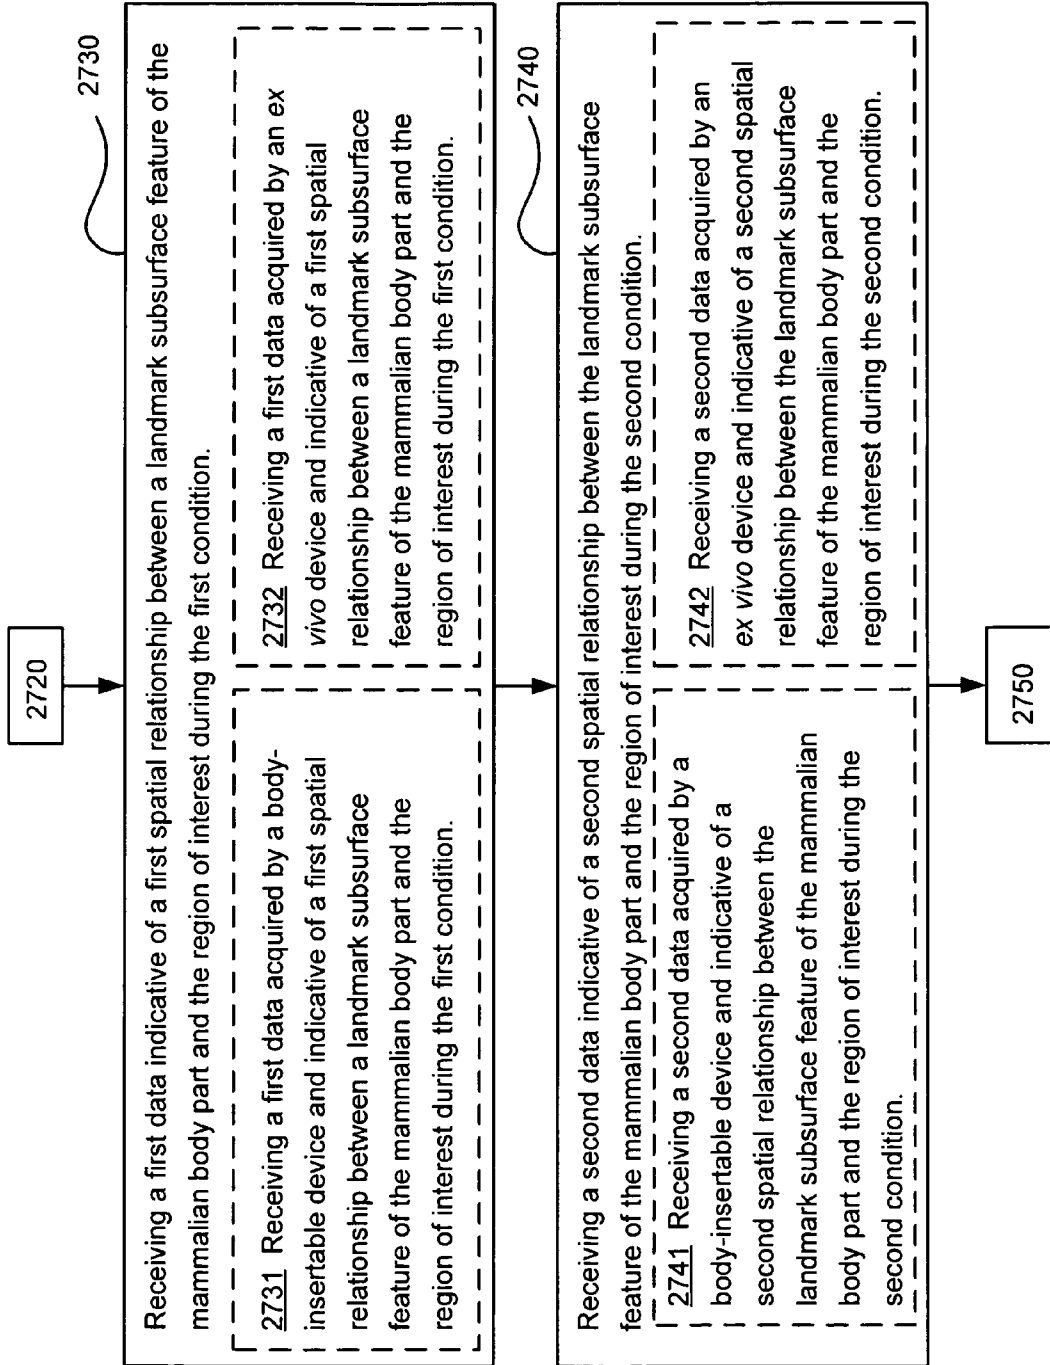 2720
2730
Receiving a first data indicative of a first spatial relationship between a landmark subsurface feature of the
mammalian body part and the region of interest during the first condition.
2731 Receiving a first data acquired by a body-
insertable device and indicative of a first spatial
relationship between a landmark subsurface
feature of the mammalian body part and the
region of interest during the first condition.
2732 Receiving a first data acquired by an ex
vivo device and indicative of a first spatial
relationship between a landmark subsurface
feature of the mammalian body part and the
region of interest during the first condition.
2740
Receiving a second data indicative of a second spatial relationship between the landmark subsurface
feature of the mammalian body part and the region of interest during the second condition.
2741 Receiving a second data acquired by a
body-insertable device and indicative of a
second spatial relationship between the
landmark subsurface feature of the mammalian
body part and the region of interest during the
second condition.
2742 Receiving a second data acquired by an
ex vivo device and indicative of a second spatial
relationship between the landmark subsurface
feature of the mammalian body part and the
region of interest during the second condition.
2750